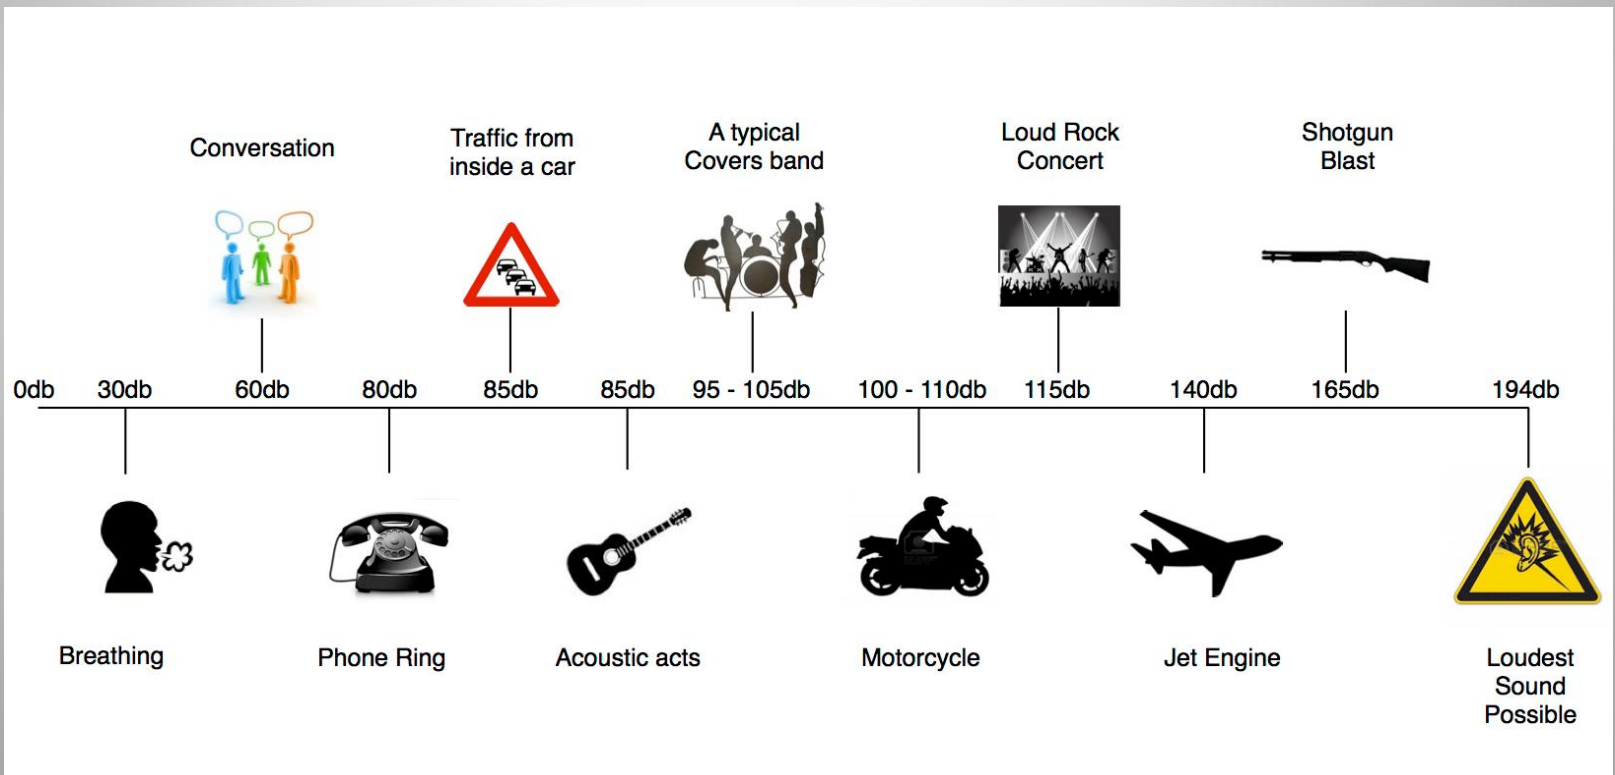 Conversation
Traffic from
inside a car
A typical
Covers band
Loud Rock
Concert
Shotgun
Blast
0db 30db 60db 80db 85db 85db 95 - 105db 100 - 110db 115db 140db 165db 194db
Breathing
Phone Ring
Acoustic acts
Motorcycle
Jet Engine
Loudest
Sound
Possible